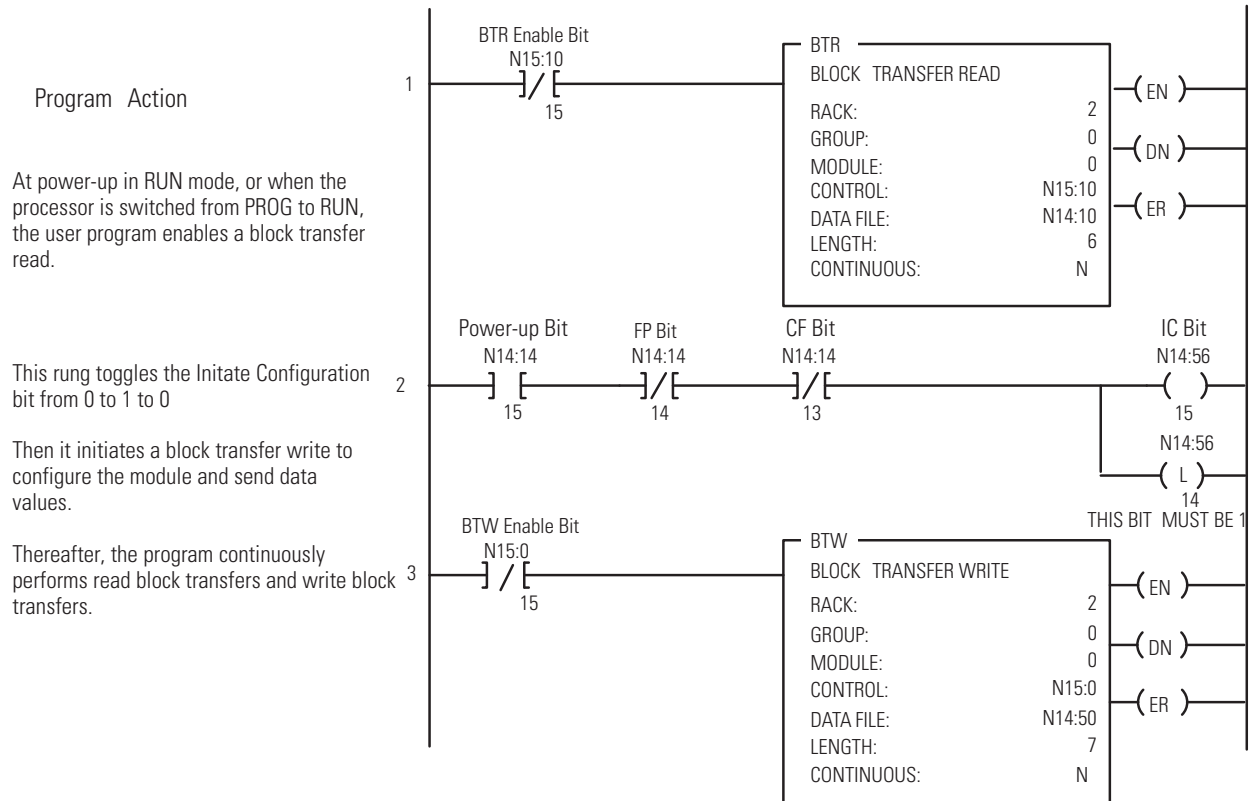 Program Action
At power-up in RUN mode, or when the
processor is switched from PROG to RUN,
the user program enables a block transfer
read.
1
BTR Enable Bit
N15:10
15
BTR
BLOCK TRANSFER READ
RACK: 2
GROUP: 0
MODULE: 0
CONTROL: N15:10
DATA FILE: N14:10
LENGTH: 6
CONTINUOUS: N
EN
DN
ER
This rung toggles the Initate Configuration
bit from 0 to 1 to 0
Then it initiates a block transfer write to
configure the module and send data
values.
2
Power-up Bit
N14:14
15
FP Bit
N14:14
14
CF Bit
N14:14
13
IC Bit
N14:56
15
N14:56
L
14
THIS BIT MUST BE 1
Thereafter, the program continuously
performs read block transfers and write block
transfers.
3
BTW Enable Bit
N15:0
15
BTW
BLOCK TRANSFER WRITE
RACK: 2
GROUP: 0
MODULE: 0
CONTROL: N15:0
DATA FILE: N14:50
LENGTH: 7
CONTINUOUS: N
EN
DN
ER